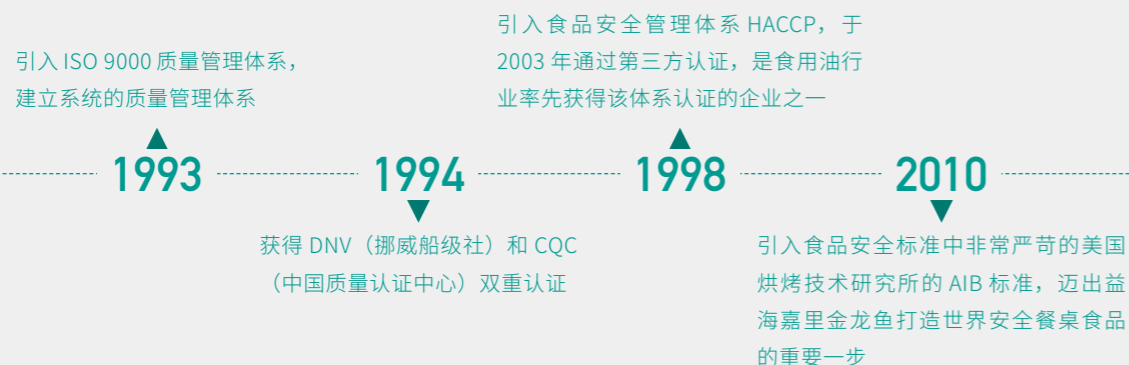 引入 ISO 9000 质量管理体系，
建立系统的质量管理体系
1993
1994
获得 DNV（挪威船级社）和 CQC
（中国质量认证中心）双重认证
引入食品安全管理体系 HACCP，于
2003 年通过第三方认证，是食用油行
业率先获得该体系认证的企业之一
1998
2010
引入食品安全标准中非常严苛的美国
烘烤技术研究所的 AIB 标准，迈出益
海嘉里金龙鱼打造世界安全餐桌食品
的重要一步